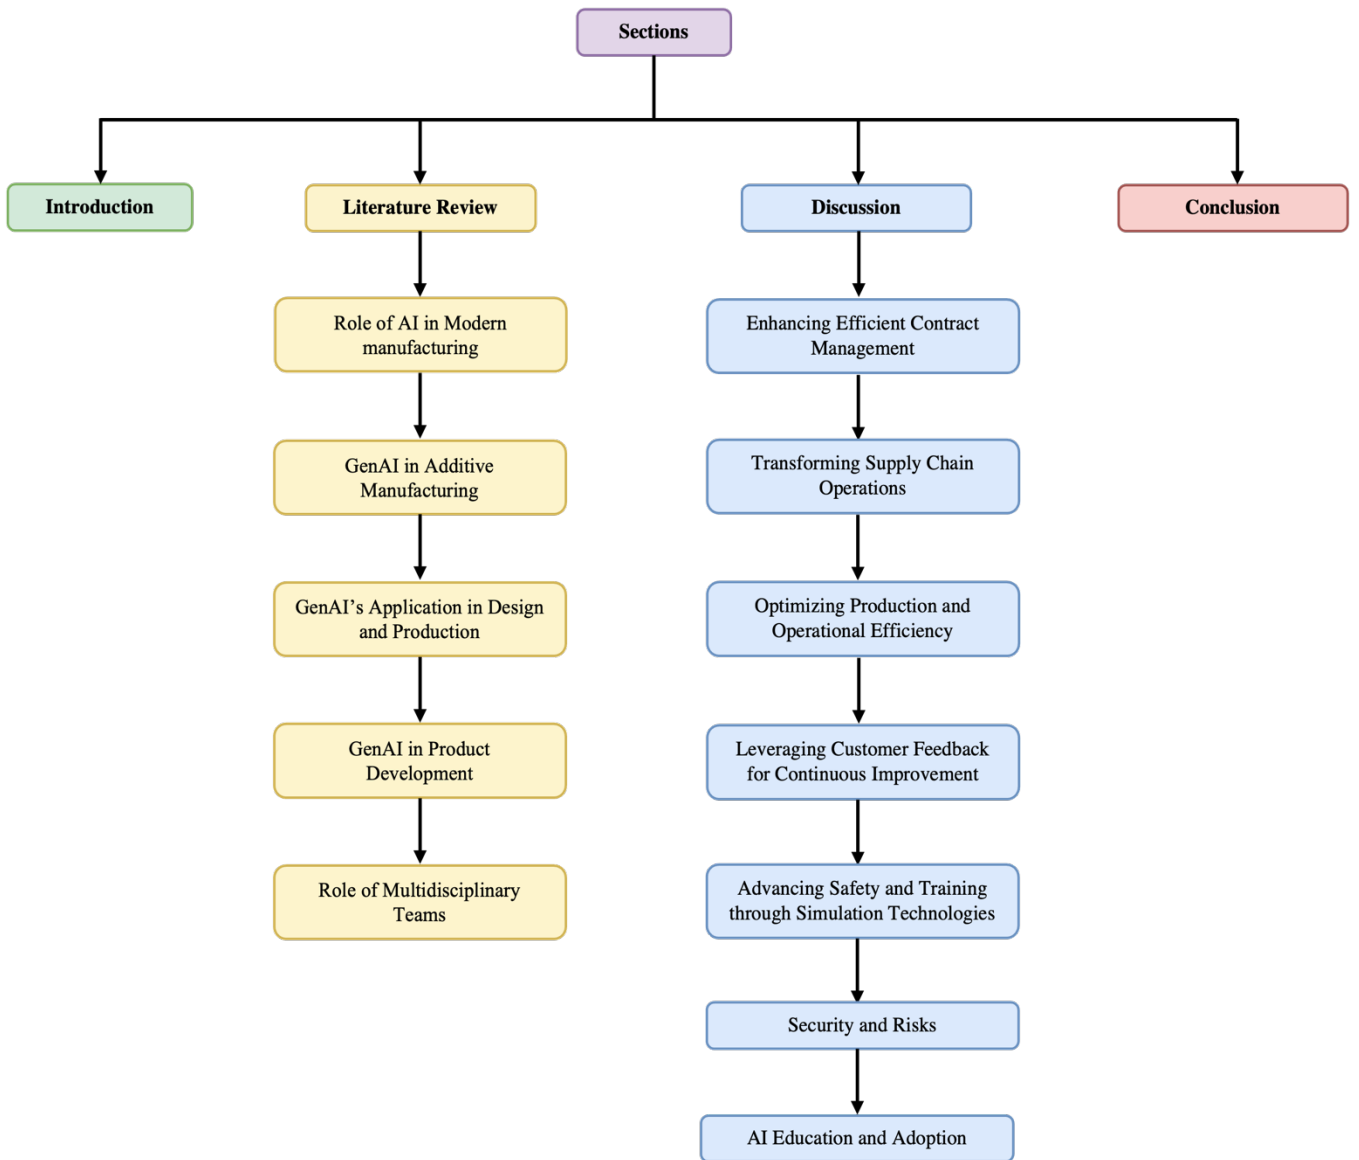 Sections
Introduction
Literature Review
Discussion
Conclusion
Role of AI in Modern
manufacturing
GenAI in Additive
Manufacturing
GenAI’s Application in Design
and Production
GenAI in Product
Development
Role of Multidisciplinary
Teams
Enhancing Efficient Contract
Management
Transforming Supply Chain
Operations
Optimizing Production and
Operational Efficiency
Leveraging Customer Feedback
for Continuous Improvement
Advancing Safety and Training
through Simulation Technologies
Security and Risks
AI Education and Adoption